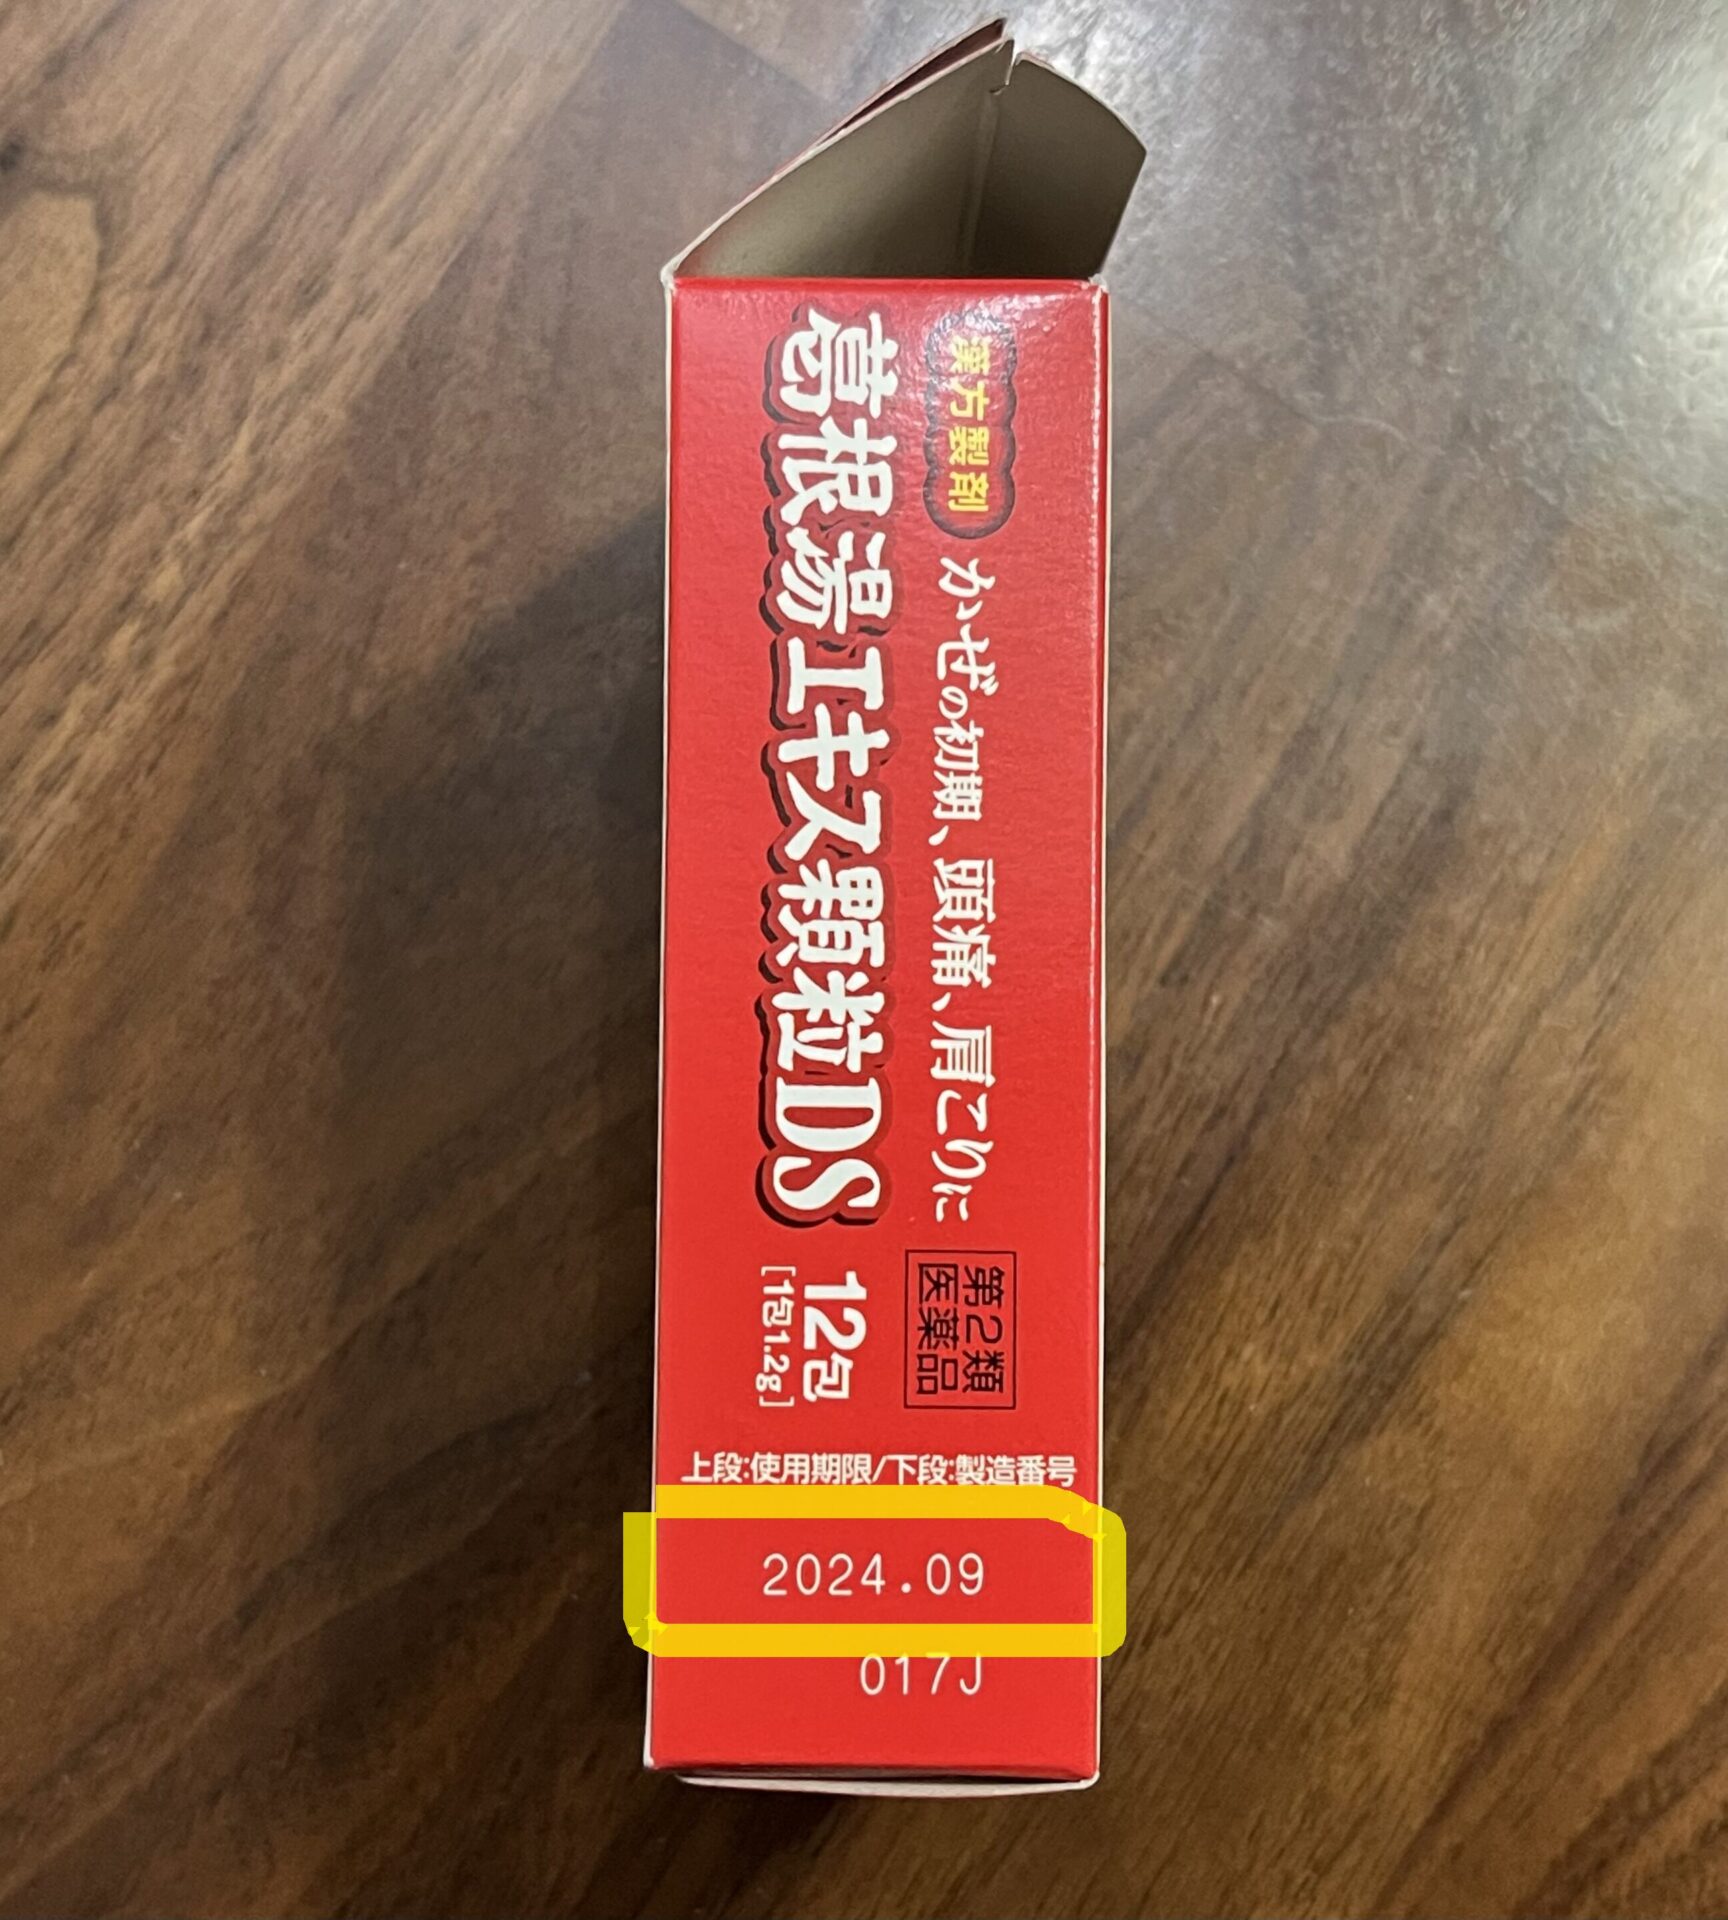 漢方製剤
かぜの初期、頭痛、肩こりに
葛根湯エキス顆粒DS
第2類
医薬品
12包
[1包1.2g]
上段:使用期限/下段:製造番号
2024.09
017J